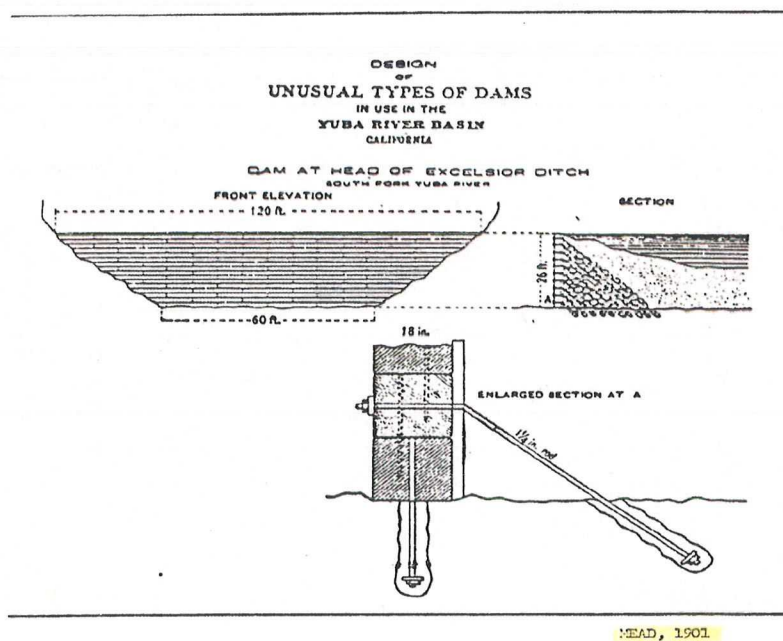 DESIGN
OF
UNUSUAL TYPES OF DAMS
IN USE IN THE
YUBA RIVER BASIN
CALIFORNIA
DAM AT HEAD OF EXCELSIOR DITCH
SOUTH FORK YUBA RIVER
FRONT ELEVATION
SECTION
120 ft.
26 ft.
A
60 ft.
18 in.
ENLARGED SECTION AT A
1¼ in. rod
MEAD, 1901